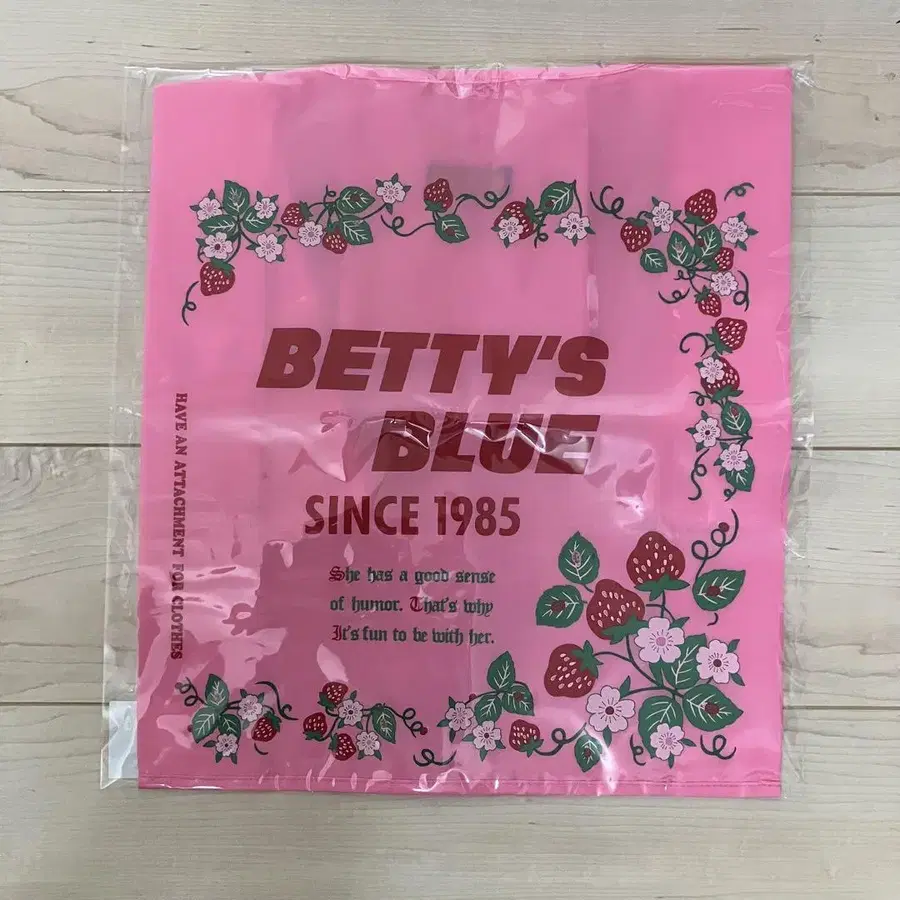 BETTY'S
BLUE
SINCE 1985
She has a good sense
of humor. That's why
It's fun to be with her.
HAVE AN ATTACHMENT FOR CLOTHES